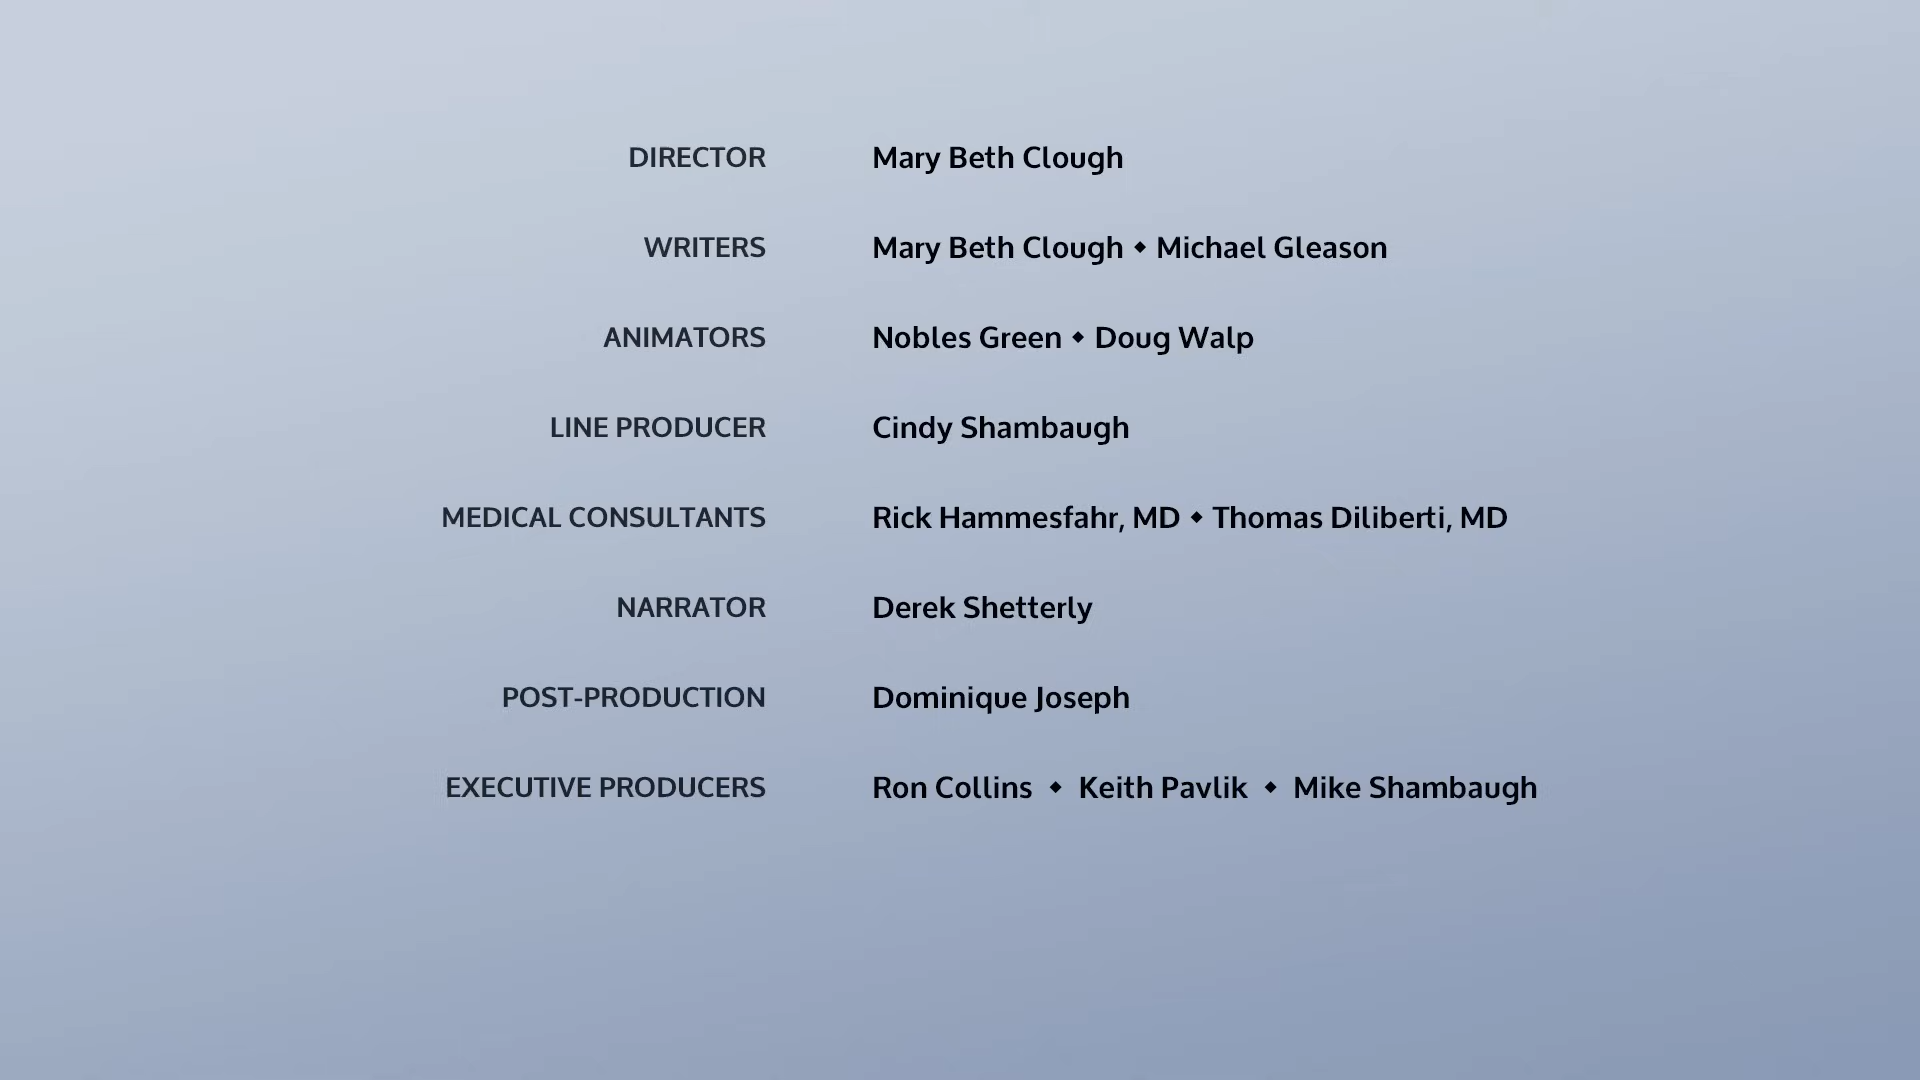 DIRECTOR Mary Beth Clough
WRITERS Mary Beth Clough ◆ Michael Gleason
ANIMATORS Nobles Green ◆ Doug Walp
LINE PRODUCER Cindy Shambaugh
MEDICAL CONSULTANTS Rick Hammesfahr, MD ◆ Thomas Diliberti, MD
NARRATOR Derek Shetterly
POST-PRODUCTION Dominique Joseph
EXECUTIVE PRODUCERS Ron Collins ◆ Keith Pavlik ◆ Mike Shambaugh